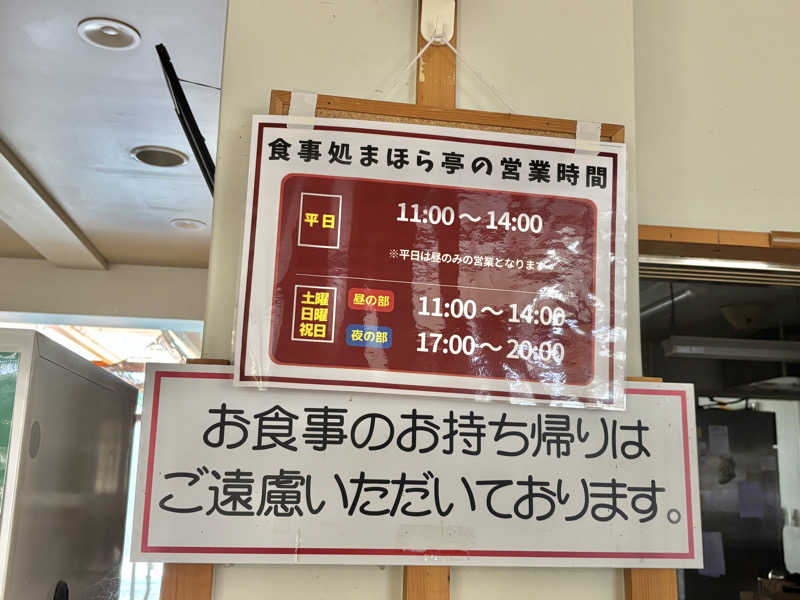 食事処まほら亭の営業時間
平日
11:00～14:00
※平日は昼のみの営業となります
土曜
日曜
祝日
昼の部
11:00～14:00
夜の部
17:00～20:00
お食事のお持ち帰りは
ご遠慮いただいております。